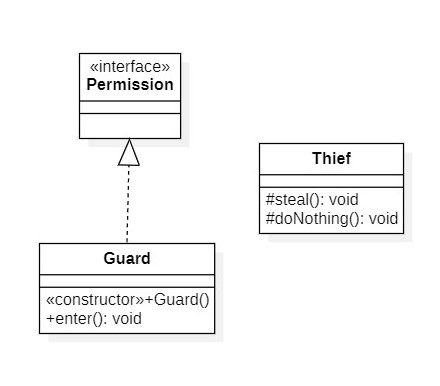 «interface»
Permission
Thief
#steal(): void
#doNothing(): void
Guard
«constructor»+Guard()
+enter(): void